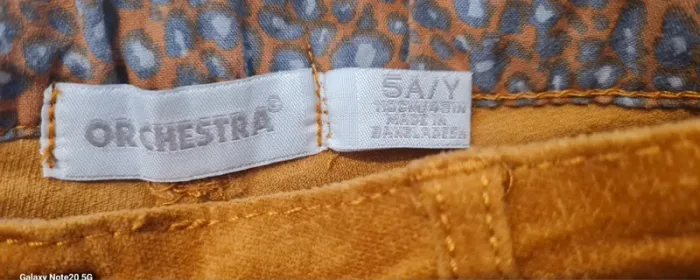 ORCHESTRA©
5A/Y
110CM/43IN
MADE IN
BANGLADESH
Galaxy Note20 5G